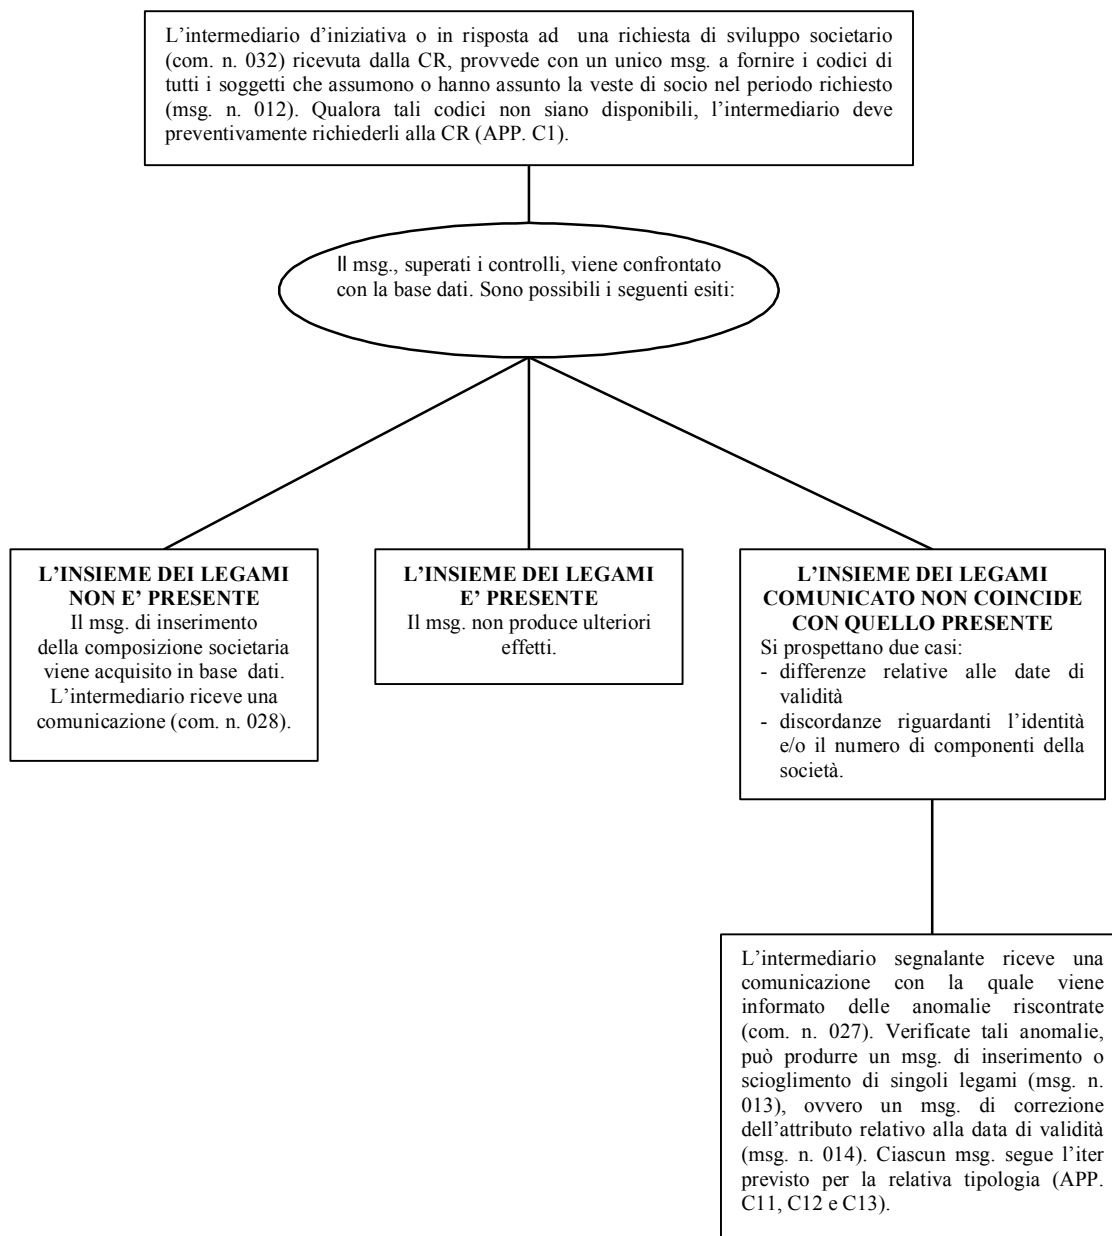 L’intermediario d’iniziativa o in risposta ad una richiesta di sviluppo societario
(com. n. 032) ricevuta dalla CR, provvede con un unico msg. a fornire i codici di
tutti i soggetti che assumono o hanno assunto la veste di socio nel periodo richiesto
(msg. n. 012). Qualora tali codici non siano disponibili, l’intermediario deve
preventivamente richiederli alla CR (APP. C1).
Il msg., superati i controlli, viene confrontato
con la base dati. Sono possibili i seguenti esiti:
L’INSIEME DEI LEGAMI
NON E’ PRESENTE
Il msg. di inserimento
della composizione societaria
viene acquisito in base dati.
L’intermediario riceve una
comunicazione (com. n. 028).
L’INSIEME DEI LEGAMI
E’ PRESENTE
Il msg. non produce ulteriori
effetti.
L’INSIEME DEI LEGAMI
COMUNICATO NON COINCIDE
CON QUELLO PRESENTE
Si prospettano due casi:
- differenze relative alle date di
validità
- discordanze riguardanti l’identità
e/o il numero di componenti della
società.
L’intermediario segnalante riceve una
comunicazione con la quale viene
informato delle anomalie riscontrate
(com. n. 027). Verificate tali anomalie,
può produrre un msg. di inserimento o
scioglimento di singoli legami (msg. n.
013), ovvero un msg. di correzione
dell’attributo relativo alla data di validità
(msg. n. 014). Ciascun msg. segue l’iter
previsto per la relativa tipologia (APP.
C11, C12 e C13).